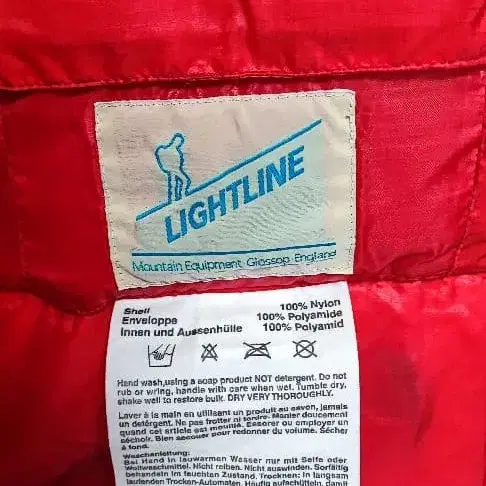 LIGHTLINE
Mountain Equipment Glossop England
Shell 100% Nylon
Enveloppe 100% Polyamide
Innen und Aussenhülle 100% Polyamid
Hand wash,using a soap product NOT detergent. Do not
rub or wring, handle with care when wet. Tumble dry,
shake well to restore bulk. DRY VERY THOROUGHLY.
Laver à la main en utilisant un produit au savon, jamais
un detérgent. Ne pas frotter ni tordre. Manier doucement
quand cet article est mouillé. Essorer ou employer un
séchoir. Bien secouer pour redonner du volume. Sécher
à fond.
Waschanleitung:
Bei Hand in lauwarmen Wasser nur mit Seife oder
Wollwaschmittel. Nicht reiben. Nicht auswinden. Sorfältig
behandeln im feuchten Zustand. Trocknen: In langsam
laufenden Trocken-Automaten. Häufig aufschütteln, damit